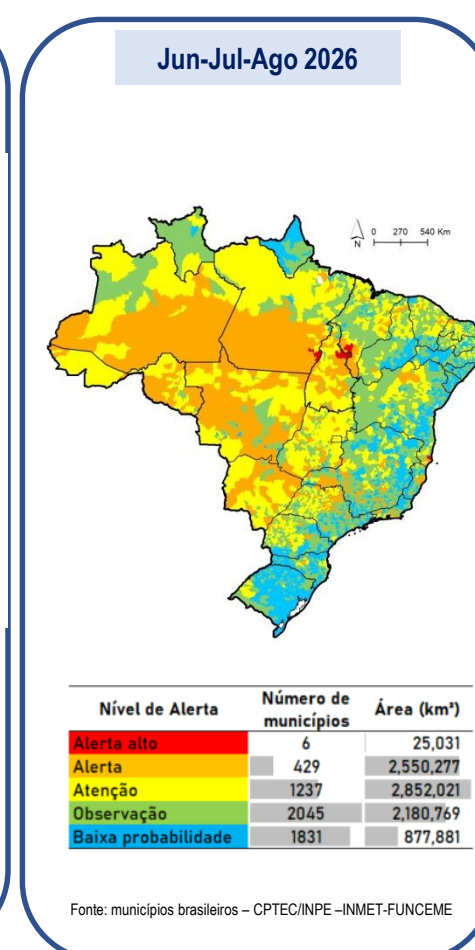 Jun-Jul-Ago 2026
N
0 270 540 Km
Nível de Alerta Número de municípios Área (km²)
Alerta alto 6 25,031
Alerta 429 2,550,277
Atenção 1237 2,852,021
Observação 2045 2,180,769
Baixa probabilidade 1831 877,881
Fonte: municípios brasileiros – CPTEC/INPE –INMET-FUNCEME